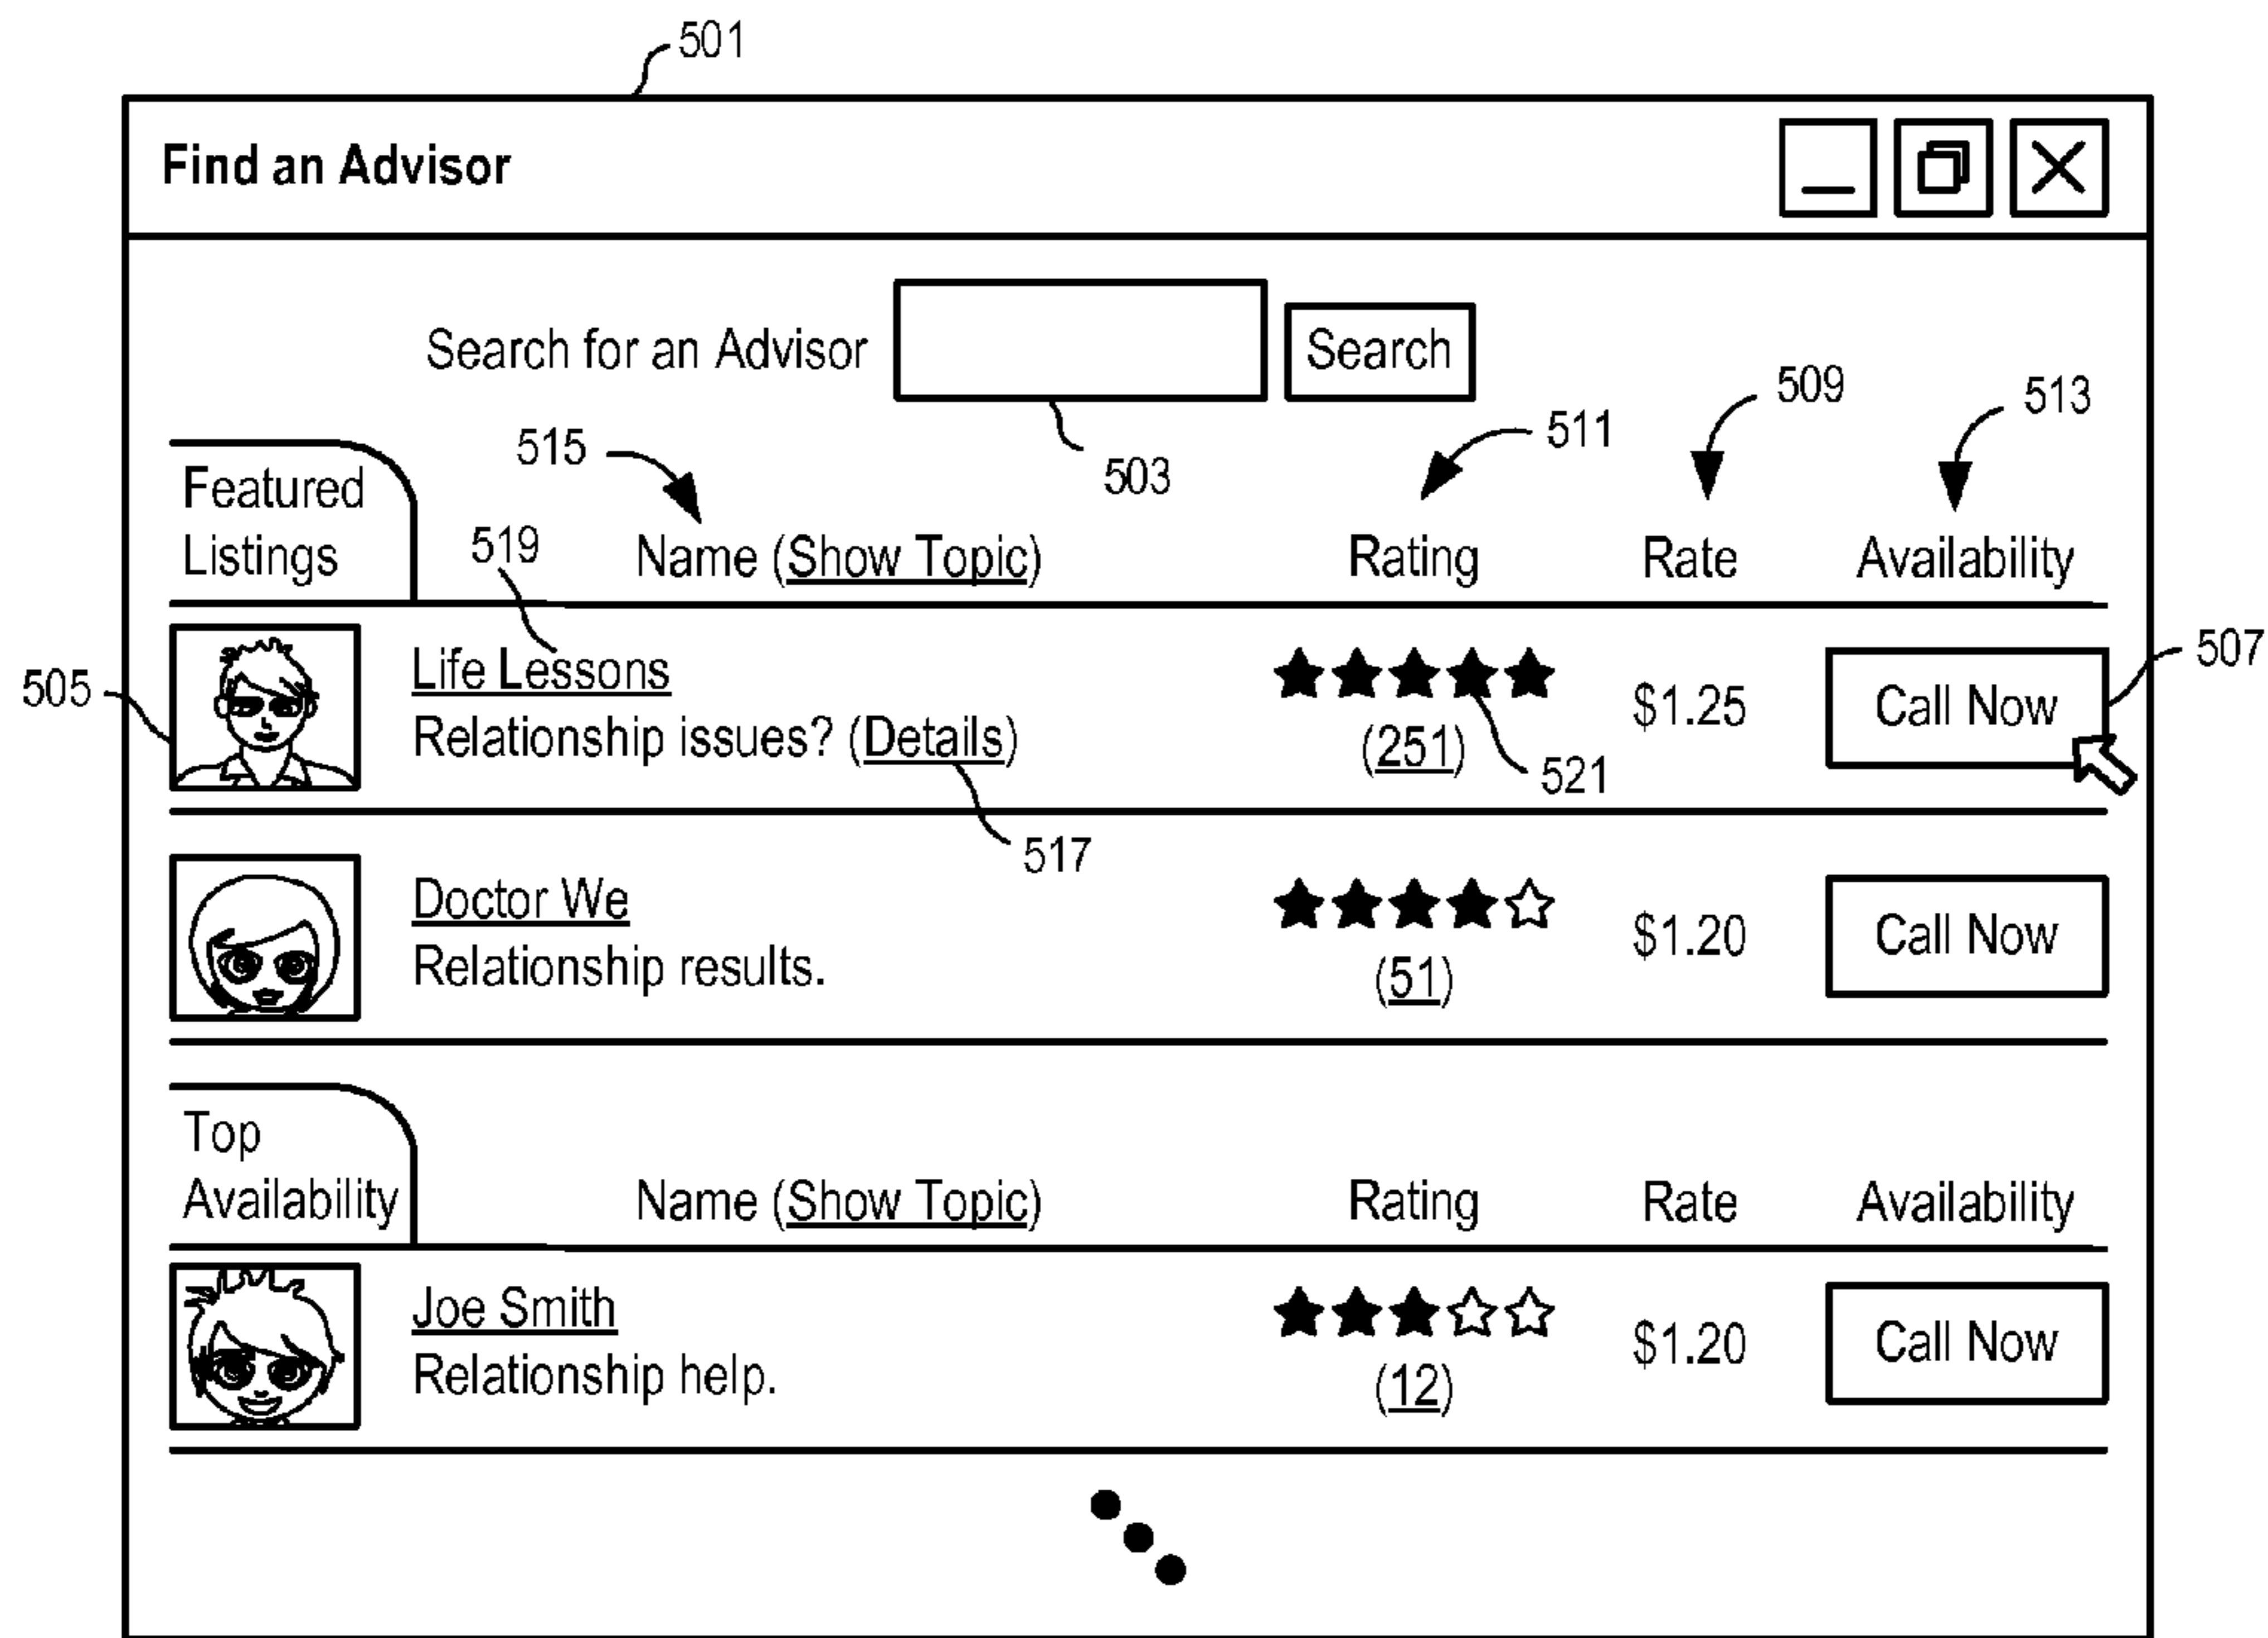 501
Find an Advisor
Search for an Advisor
Search
509
513
511
515
503
Featured
Listings
519
Name (Show Topic)
Rating
Rate
Availability
505
Life Lessons
Relationship issues? (Details)
(251)
521
$1.25
Call Now
507
517
Doctor We
Relationship results.
(51)
$1.20
Call Now
Top
Availability
Name (Show Topic)
Rating
Rate
Availability
Joe Smith
Relationship help.
(12)
$1.20
Call Now